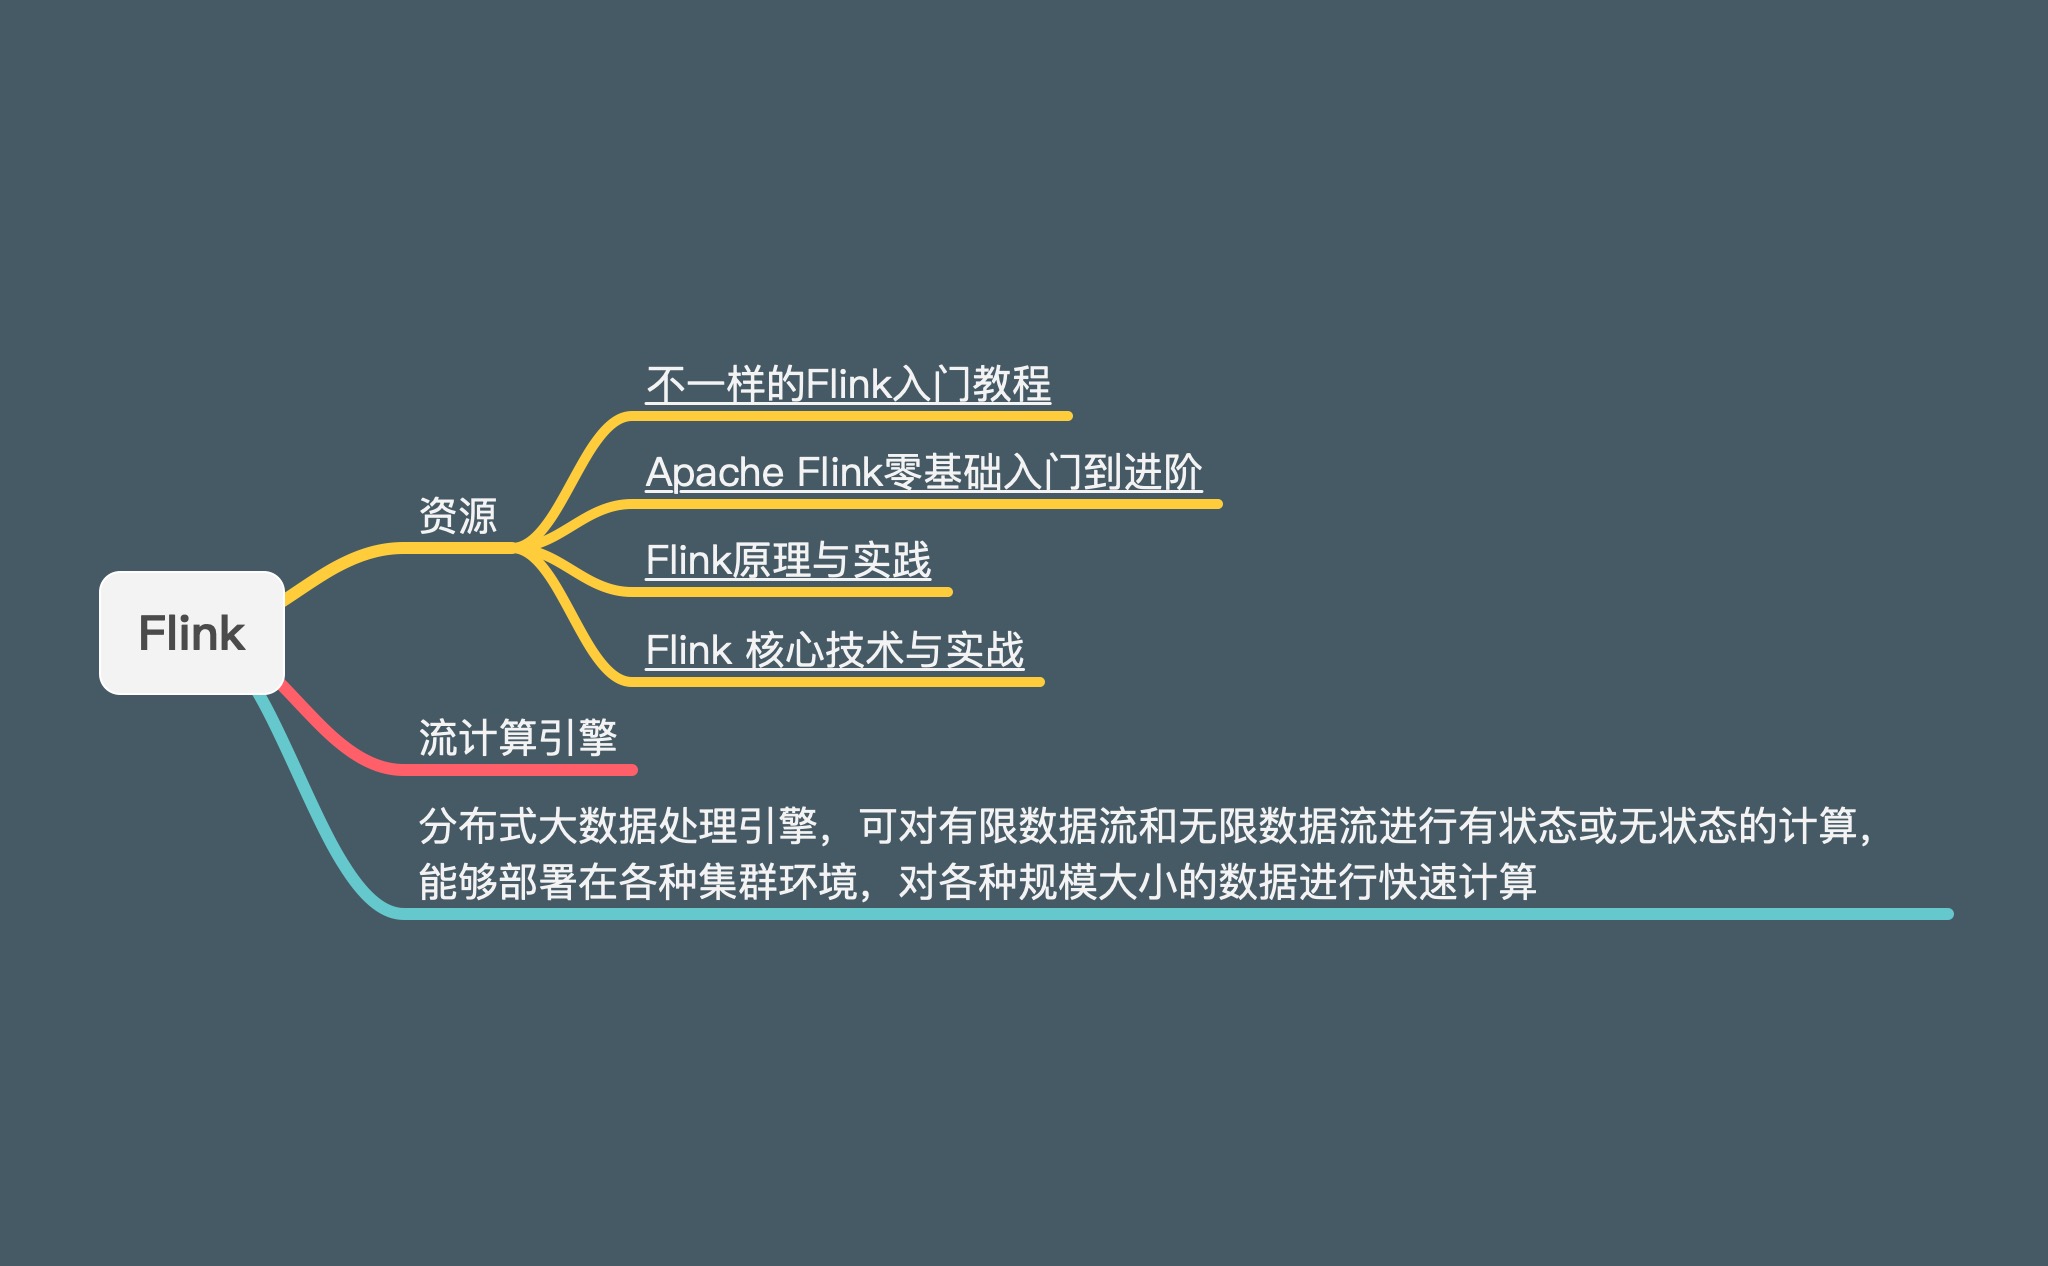 不一样的Flink入门教程
Apache Flink零基础入门到进阶
资源
Flink原理与实践
Flink
Flink 核心技术与实战
流计算引擎
分布式大数据处理引擎，可对有限数据流和无限数据流进行有状态或无状态的计算，
能够部署在各种集群环境，对各种规模大小的数据进行快速计算